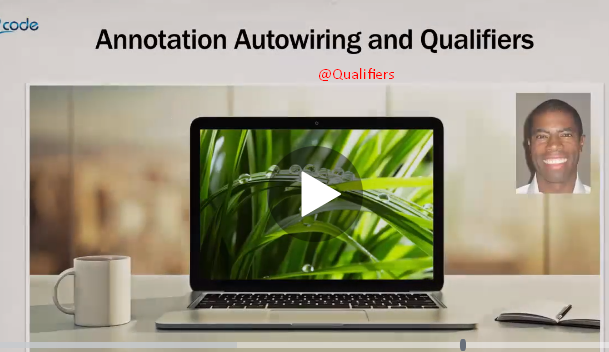 code
Annotation Autowiring and Qualifiers
@Qualifiers